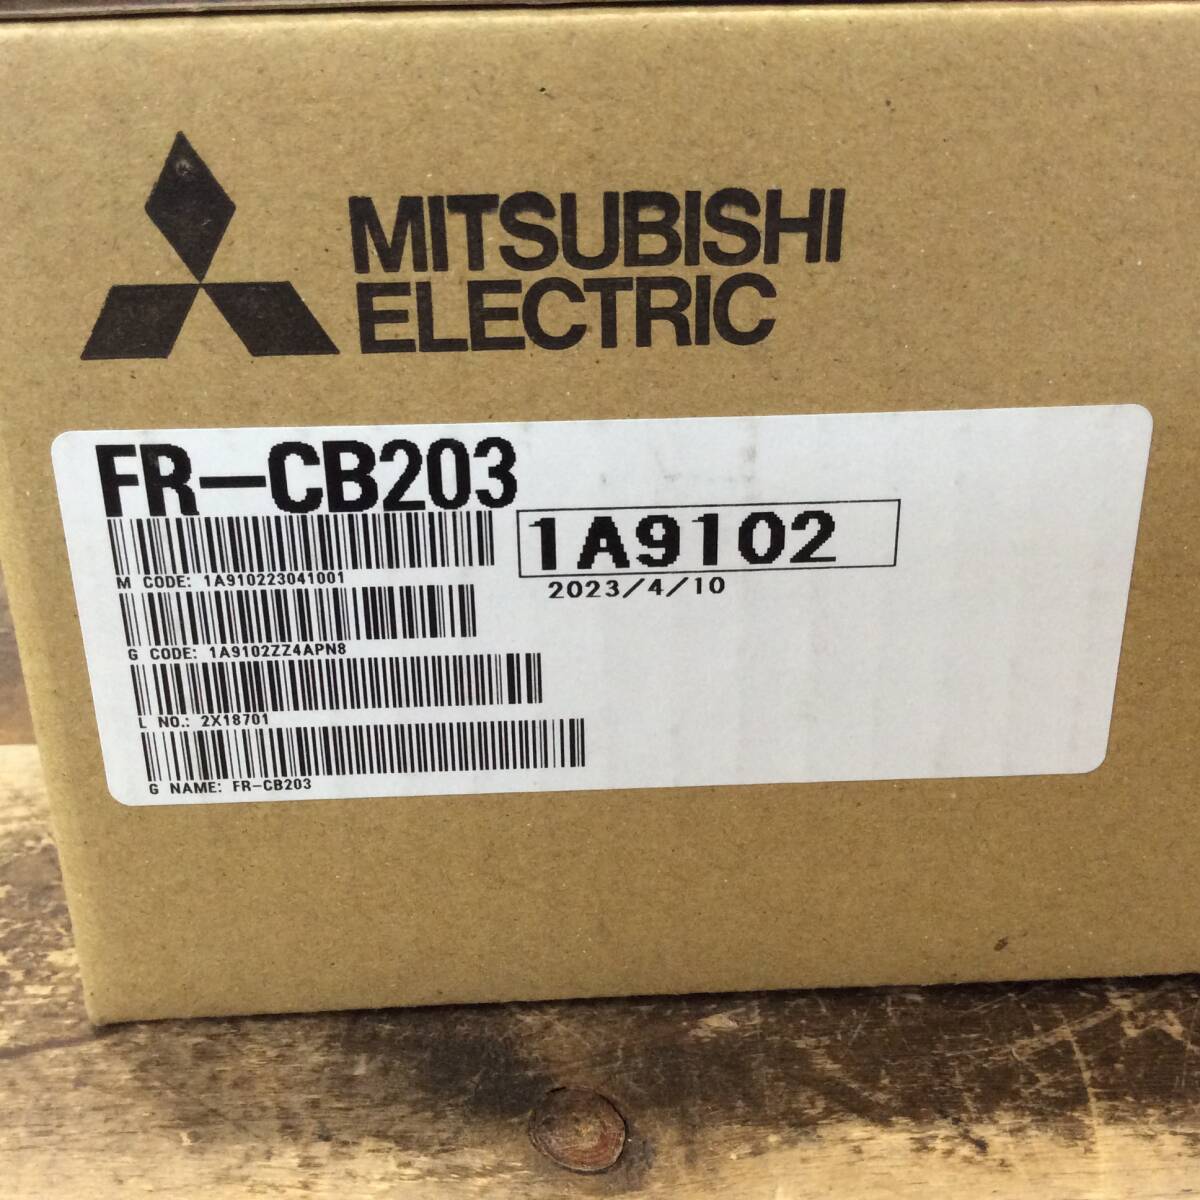 MITSUBISHI
ELECTRIC
FR-CB203
1A9102
2023/4/10
M CODE: 1A910223041001
G CODE: 1A9102ZZ4APN8
L NO.: 2X18701
G NAME: FR-CB203